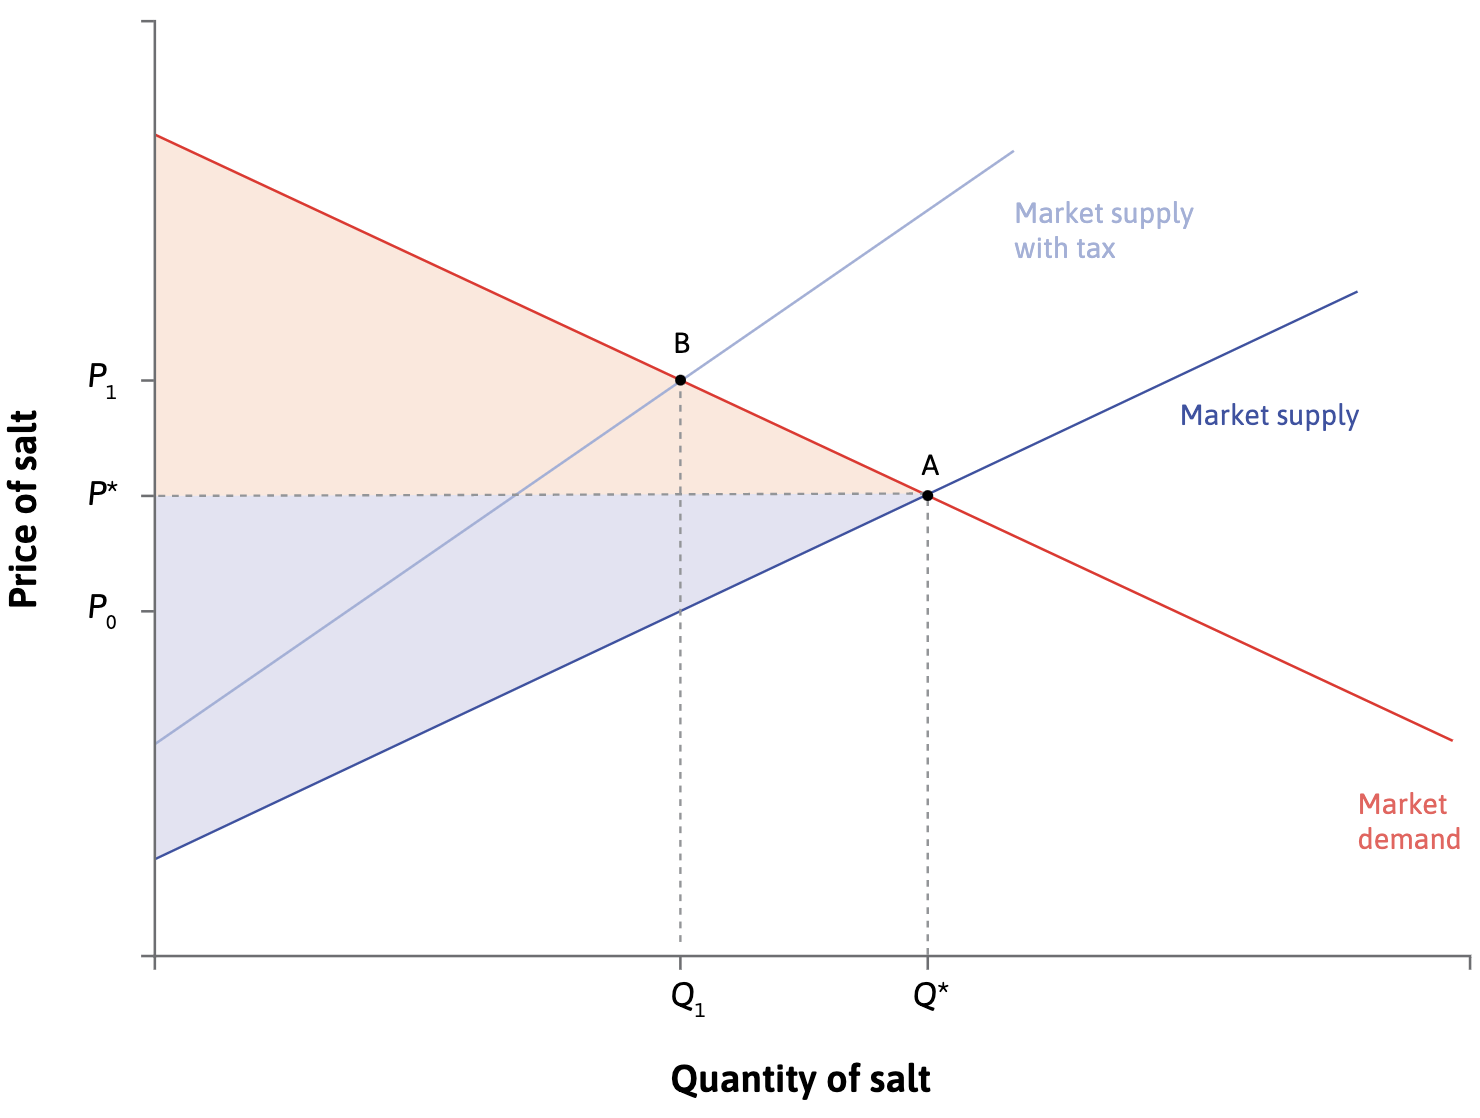 Market supply
with tax
B
P1
Market supply
A
P*
P0
Price of salt
Market
demand
Q1
Q*
Quantity of salt